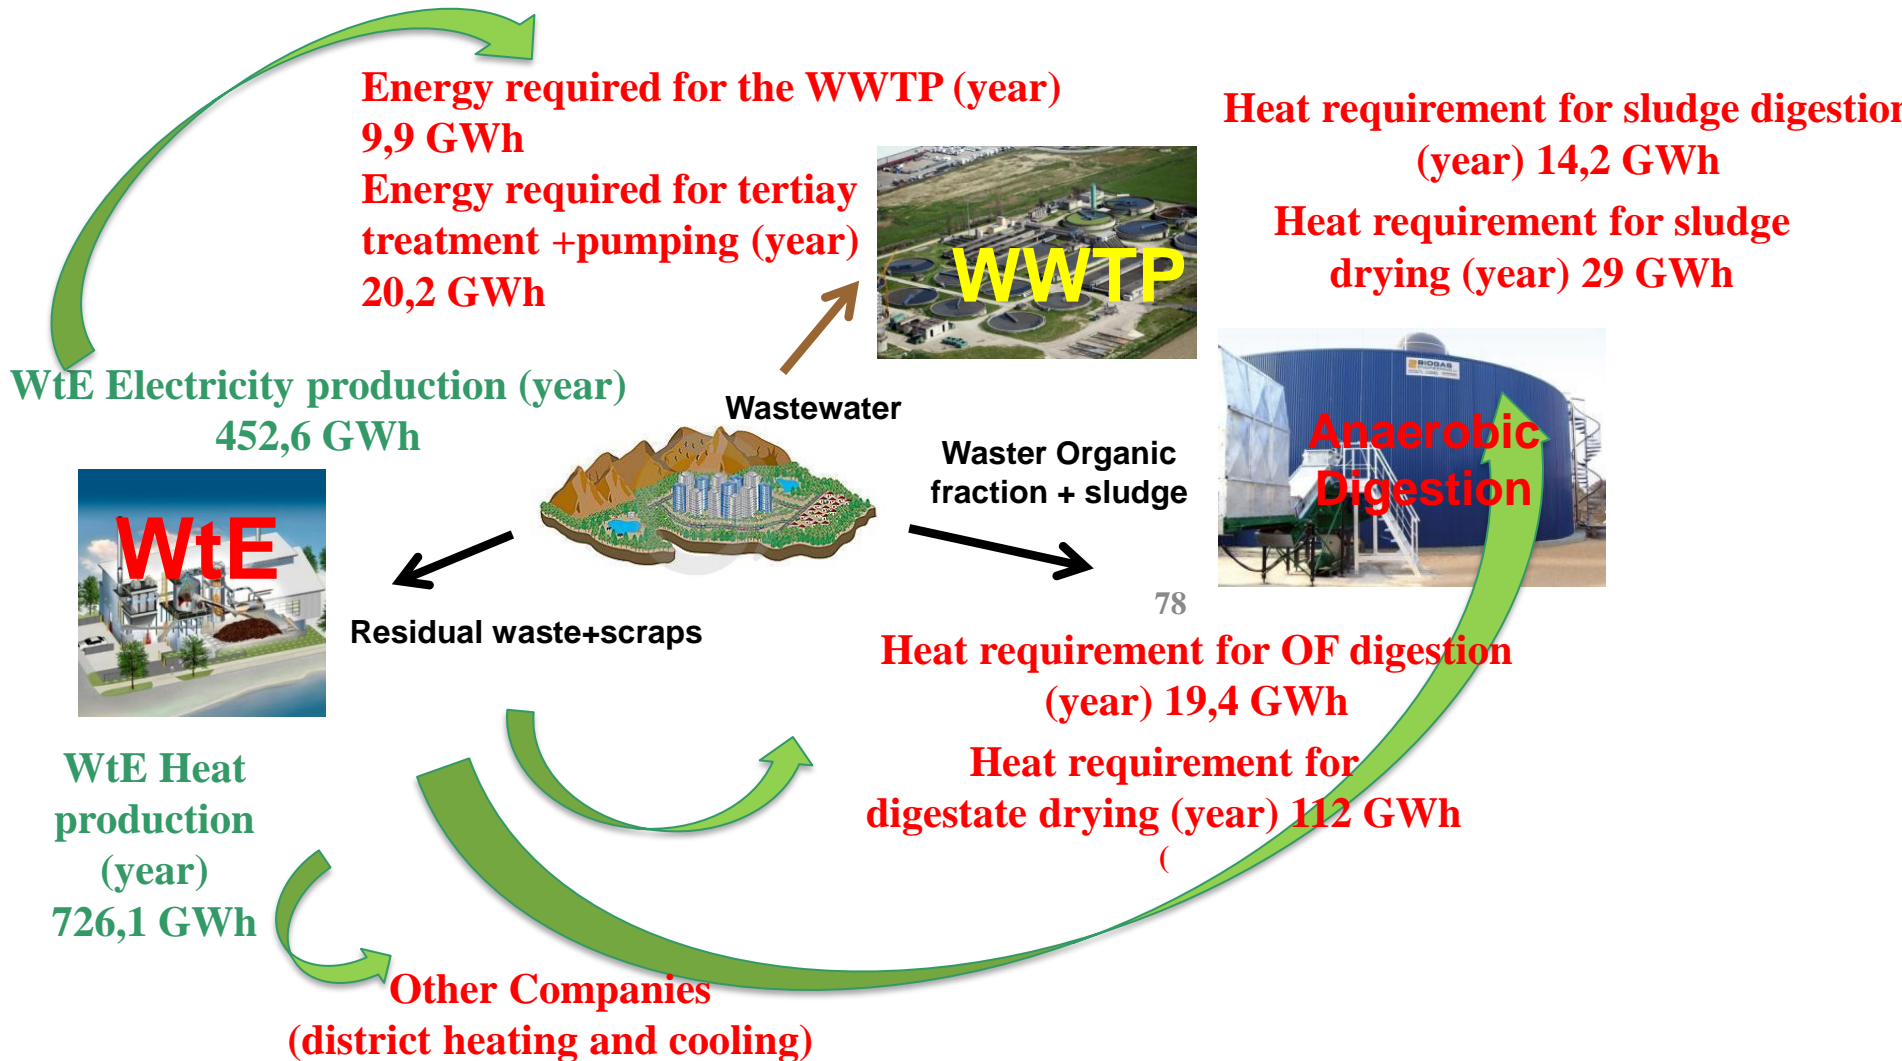 Energy required for the WWTP (year)
9,9 GWh
Energy required for tertiay
treatment +pumping (year)
20,2 GWh
Heat requirement for sludge digestion
(year) 14,2 GWh
Heat requirement for sludge
drying (year) 29 GWh
WWTP
WtE Electricity production (year)
452,6 GWh
Wastewater
BIOGAS
Anaerobic
Digestion
Waster Organic
fraction + sludge
WtE
Residual waste+scraps
78
Heat requirement for OF digestion
(year) 19,4 GWh
Heat requirement for
digestate drying (year) 112 GWh
(
WtE Heat
production
(year)
726,1 GWh
Other Companies
(district heating and cooling)